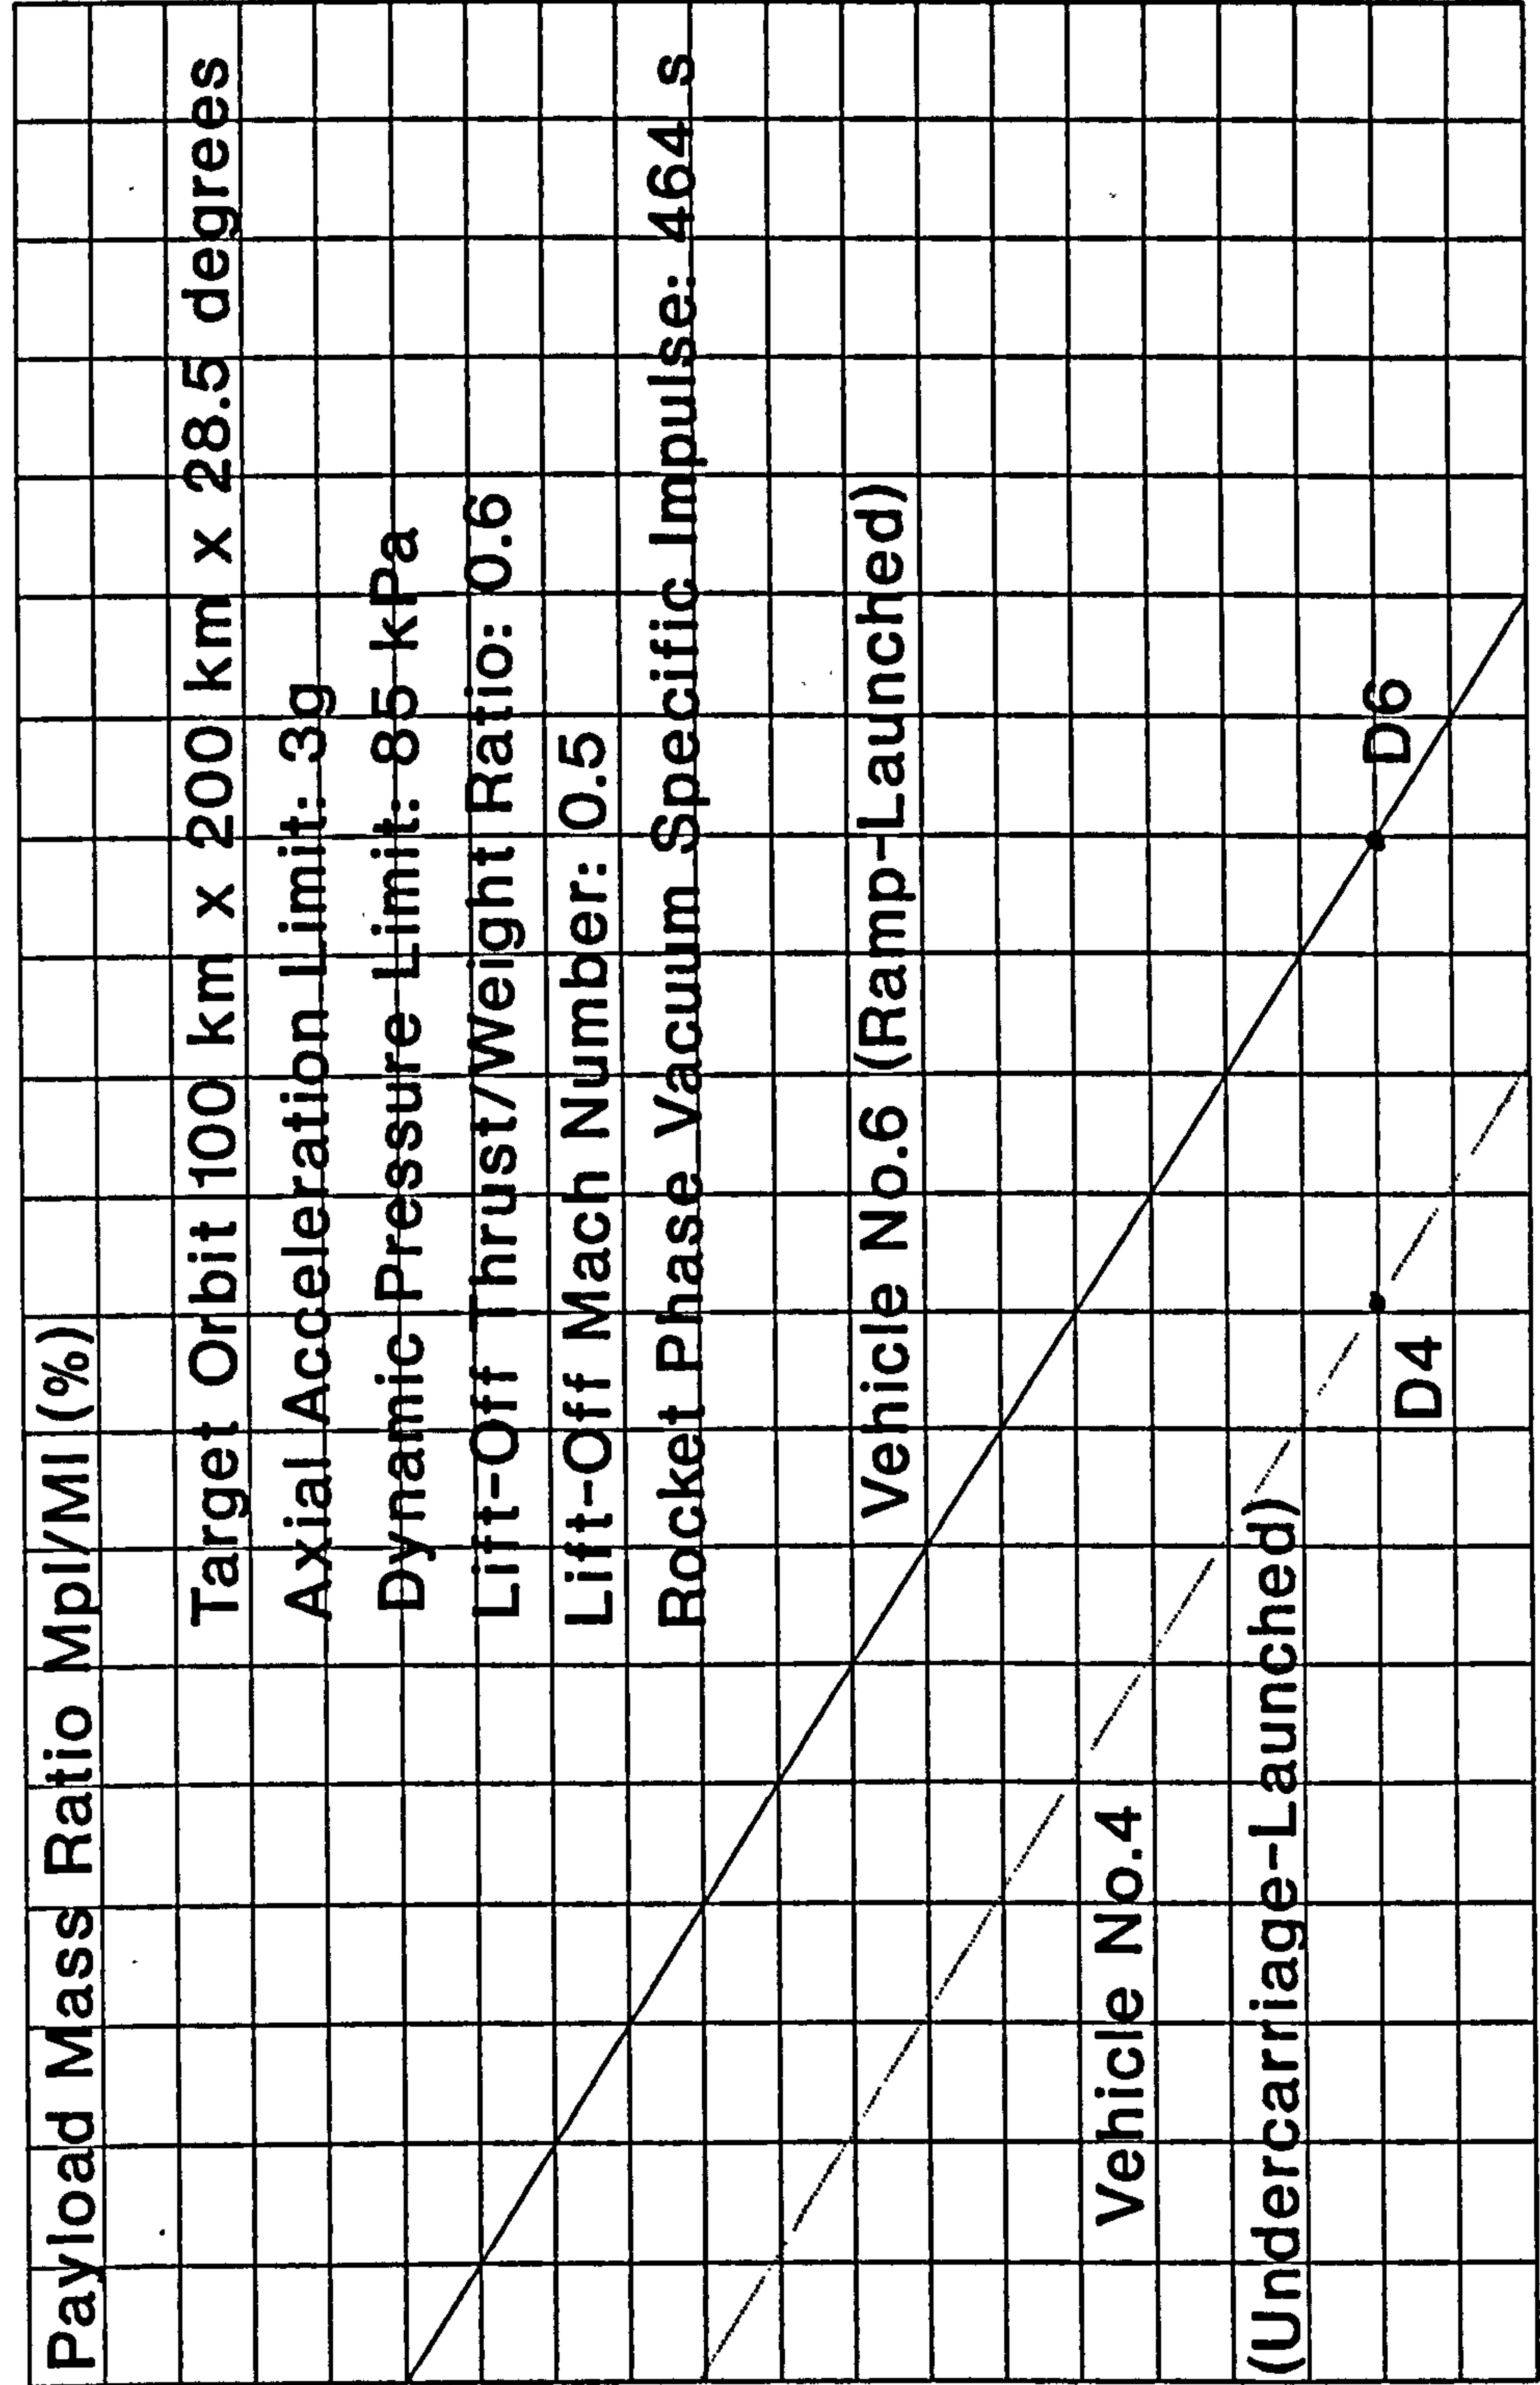 Payload Mass Ratio Mpl/Ml (%)
Target Orbit 100 km x 200 km x 28.5 degrees
Axial Acceleration Limit: 3g
Dynamic Pressure Limit: 85 kPa
Lift-Off Thrust/Weight Ratio: 0.6
Lift-Off Mach Number: 0.5
Rocket Phase Vacuum Specific Impulse: 464 s
Vehicle No.6 (Ramp-Launched)
Vehicle No.4
(Undercarriage-Launched)
D6
D4